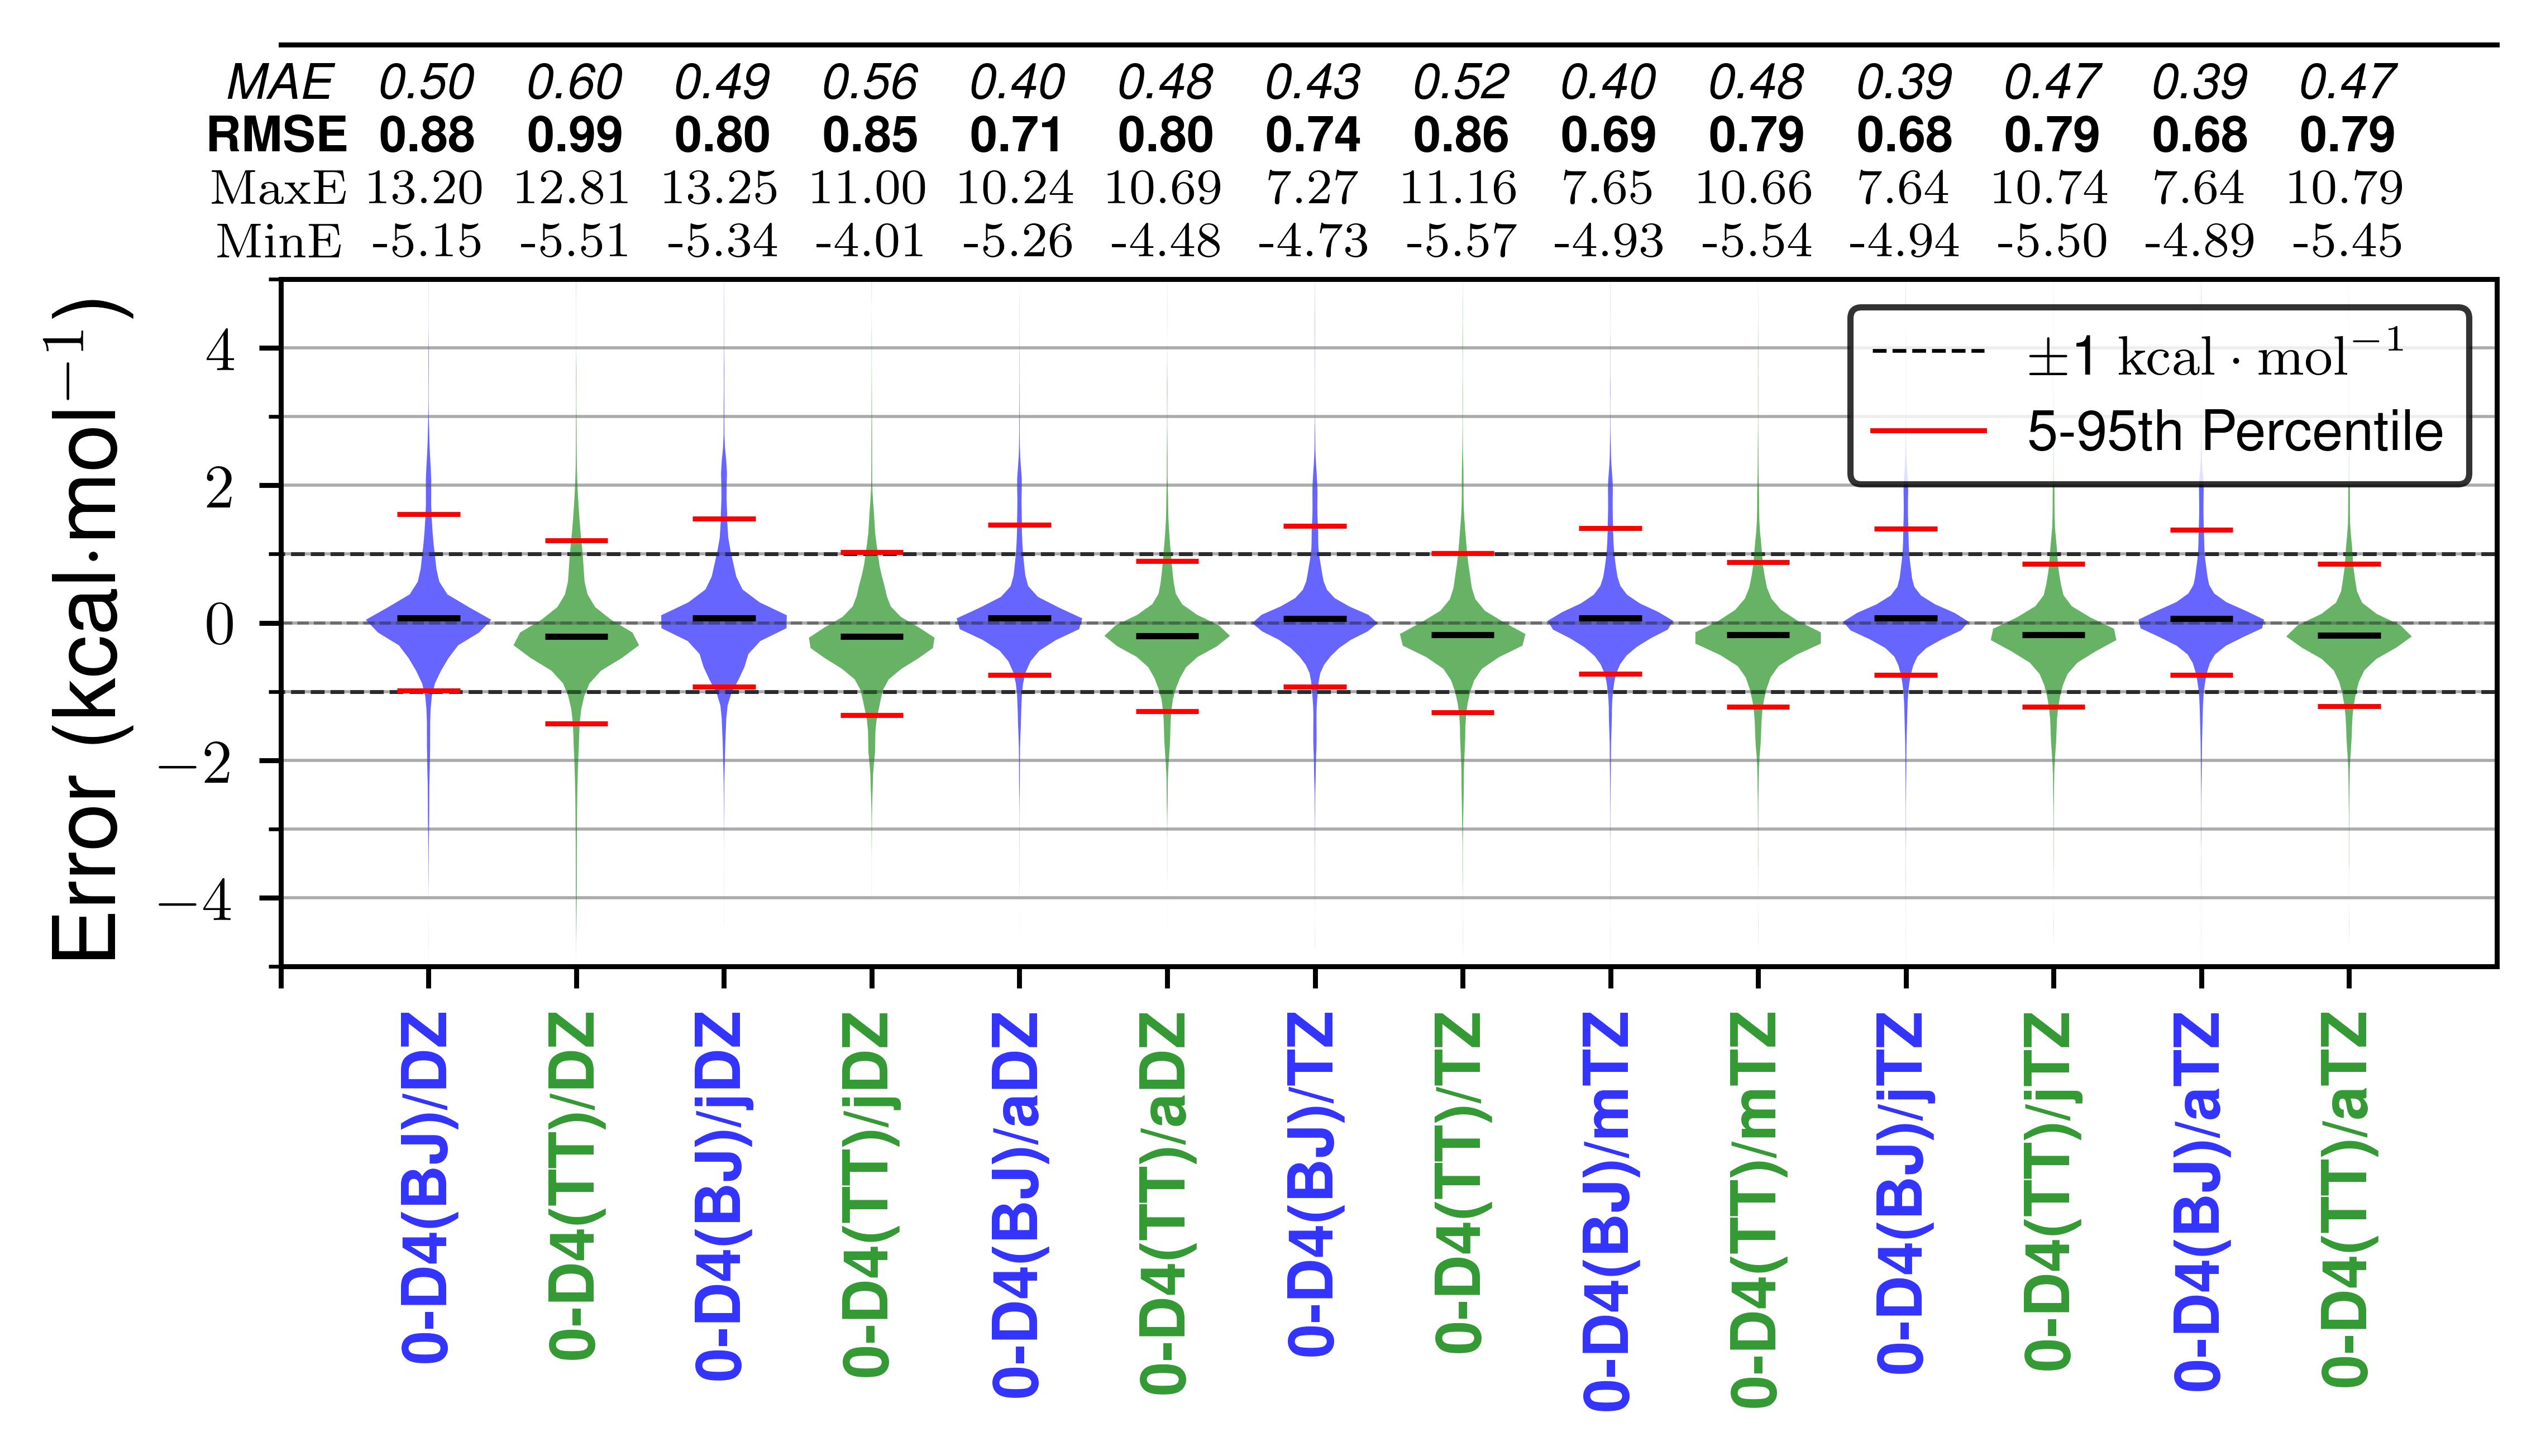 MAE 0.50 0.60 0.49 0.56 0.40 0.48 0.43 0.52 0.40 0.48 0.39 0.47 0.39 0.47
RMSE 0.88 0.99 0.80 0.85 0.71 0.80 0.74 0.86 0.69 0.79 0.68 0.79 0.68 0.79
MaxE 13.20 12.81 13.25 11.00 10.24 10.69 7.27 11.16 7.65 10.66 7.64 10.74 7.64 10.79
MinE -5.15 -5.51 -5.34 -4.01 -5.26 -4.48 -4.73 -5.57 -4.93 -5.54 -4.94 -5.50 -4.89 -5.45
Error (kcal·mol⁻¹)
4
2
0
−2
−4
±1 kcal · mol⁻¹
5-95th Percentile
0-D4(BJ)/DZ
0-D4(TT)/DZ
0-D4(BJ)/jDZ
0-D4(TT)/jDZ
0-D4(BJ)/aDZ
0-D4(TT)/aDZ
0-D4(BJ)/TZ
0-D4(TT)/TZ
0-D4(BJ)/mTZ
0-D4(TT)/mTZ
0-D4(BJ)/jTZ
0-D4(TT)/jTZ
0-D4(BJ)/aTZ
0-D4(TT)/aTZ